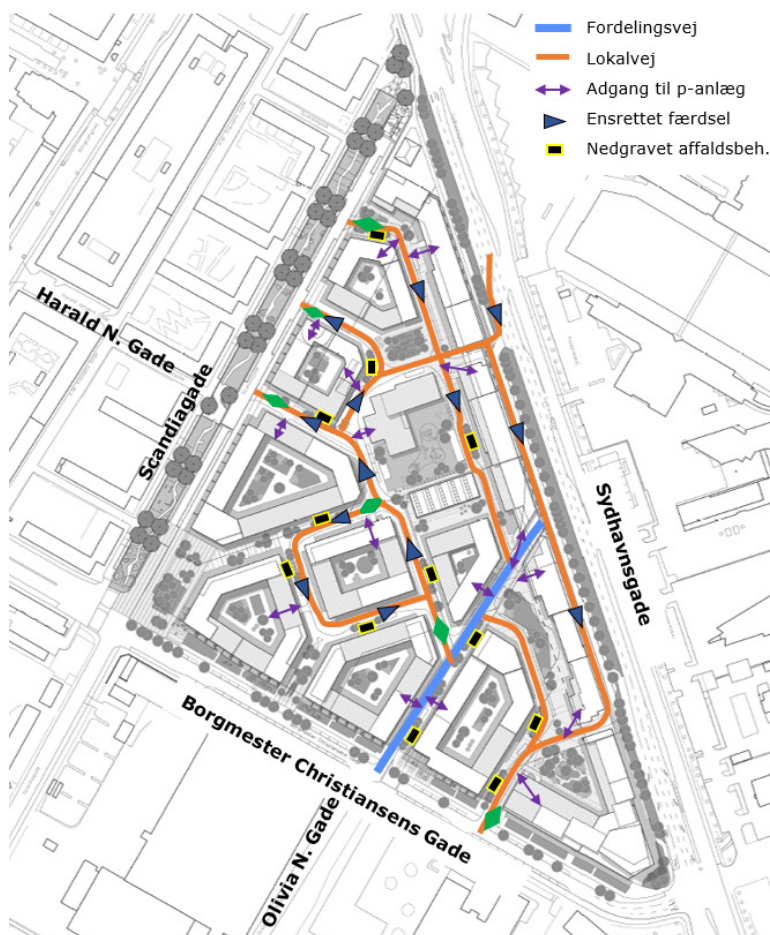 Fordelingsvej
Lokalvej
Adgang til p-anlæg
Ensrettet færdsel
Nedgravet affaldsbeh.
Harald N. Gade
Scandiagade
Sydhavnsgade
Borgmester Christiansens Gade
Olivia N. Gade